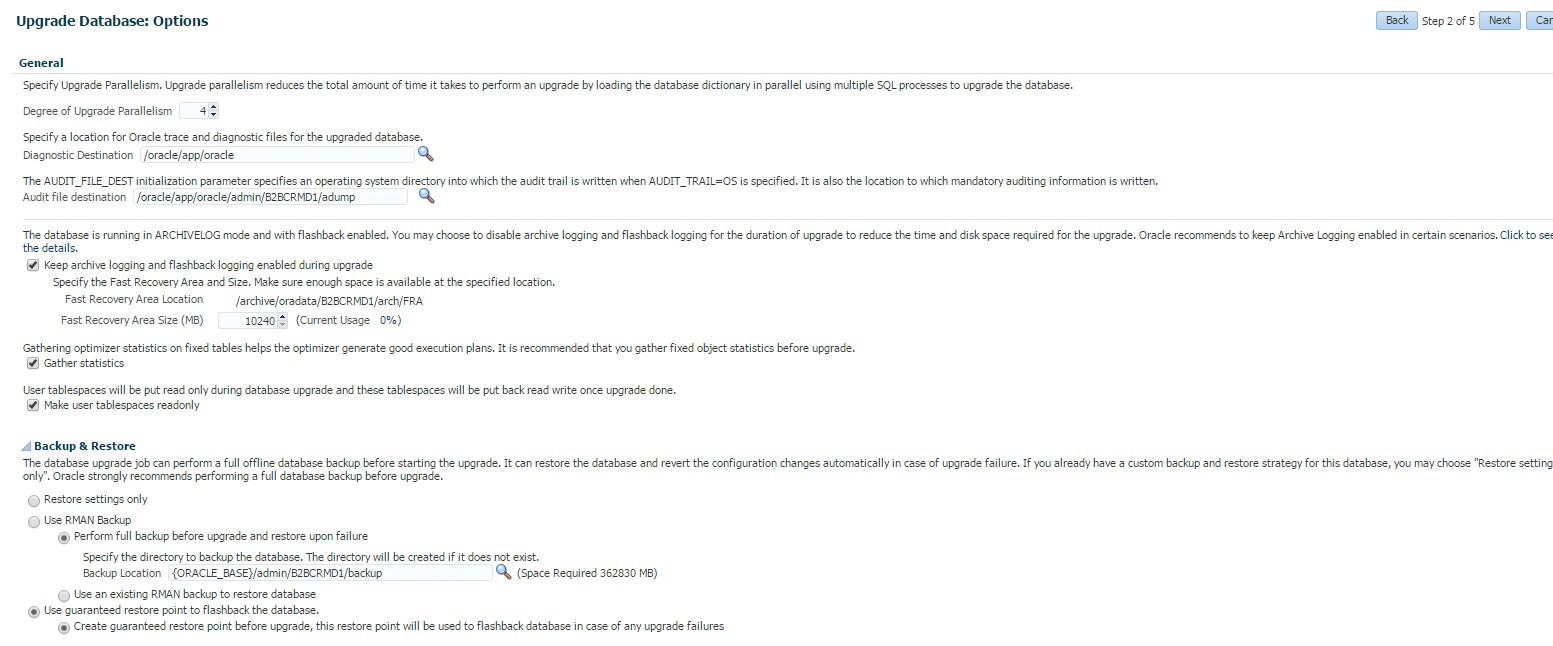 Upgrade Database: Options
Back Step 2 of 5 Next Car
General
Specify Upgrade Parallelism. Upgrade parallelism reduces the total amount of time it takes to perform an upgrade by loading the database dictionary in parallel using multiple SQL processes to upgrade the database.
Degree of Upgrade Parallelism 4
Specify a location for Oracle trace and diagnostic files for the upgraded database.
Diagnostic Destination /oracle/app/oracle
The AUDIT_FILE_DEST initialization parameter specifies an operating system directory into which the audit trail is written when AUDIT_TRAIL=OS is specified. It is also the location to which mandatory auditing information is written.
Audit file destination /oracle/app/oracle/admin/B2BCRMD1/adump
The database is running in ARCHIVELOG mode and with flashback enabled. You may choose to disable archive logging and flashback logging for the duration of upgrade to reduce the time and disk space required for the upgrade. Oracle recommends to keep Archive Logging enabled in certain scenarios. Click to see
the details.
Keep archive logging and flashback logging enabled during upgrade
Specify the Fast Recovery Area and Size. Make sure enough space is available at the specified location.
Fast Recovery Area Location /archive/oradata/B2BCRMD1/arch/FRA
Fast Recovery Area Size (MB) 10240 (Current Usage 0%)
Gathering optimizer statistics on fixed tables helps the optimizer generate good execution plans. It is recommended that you gather fixed object statistics before upgrade.
Gather statistics
User tablespaces will be put read only during database upgrade and these tablespaces will be put back read write once upgrade done.
Make user tablespaces readonly
Backup & Restore
The database upgrade job can perform a full offline database backup before starting the upgrade. It can restore the database and revert the configuration changes automatically in case of upgrade failure. If you already have a custom backup and restore strategy for this database, you may choose "Restore setting
only". Oracle strongly recommends performing a full database backup before upgrade.
Restore settings only
Use RMAN Backup
Perform full backup before upgrade and restore upon failure
Specify the directory to backup the database. The directory will be created if it does not exist.
Backup Location {ORACLE_BASE}/admin/B2BCRMD1/backup (Space Required 362830 MB)
Use an existing RMAN backup to restore database
Use guaranteed restore point to flashback the database.
Create guaranteed restore point before upgrade, this restore point will be used to flashback database in case of any upgrade failures